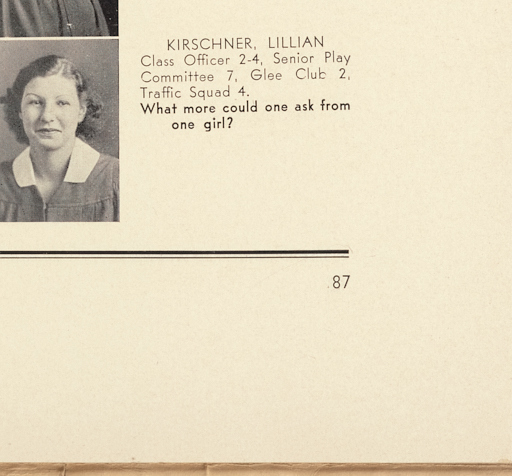 KIRSCHNER, LILLIAN
Class Officer 2-4, Senior Play
Committee 7, Glee Club 2,
Traffic Squad 4.
What more could one ask from
one girl?
87